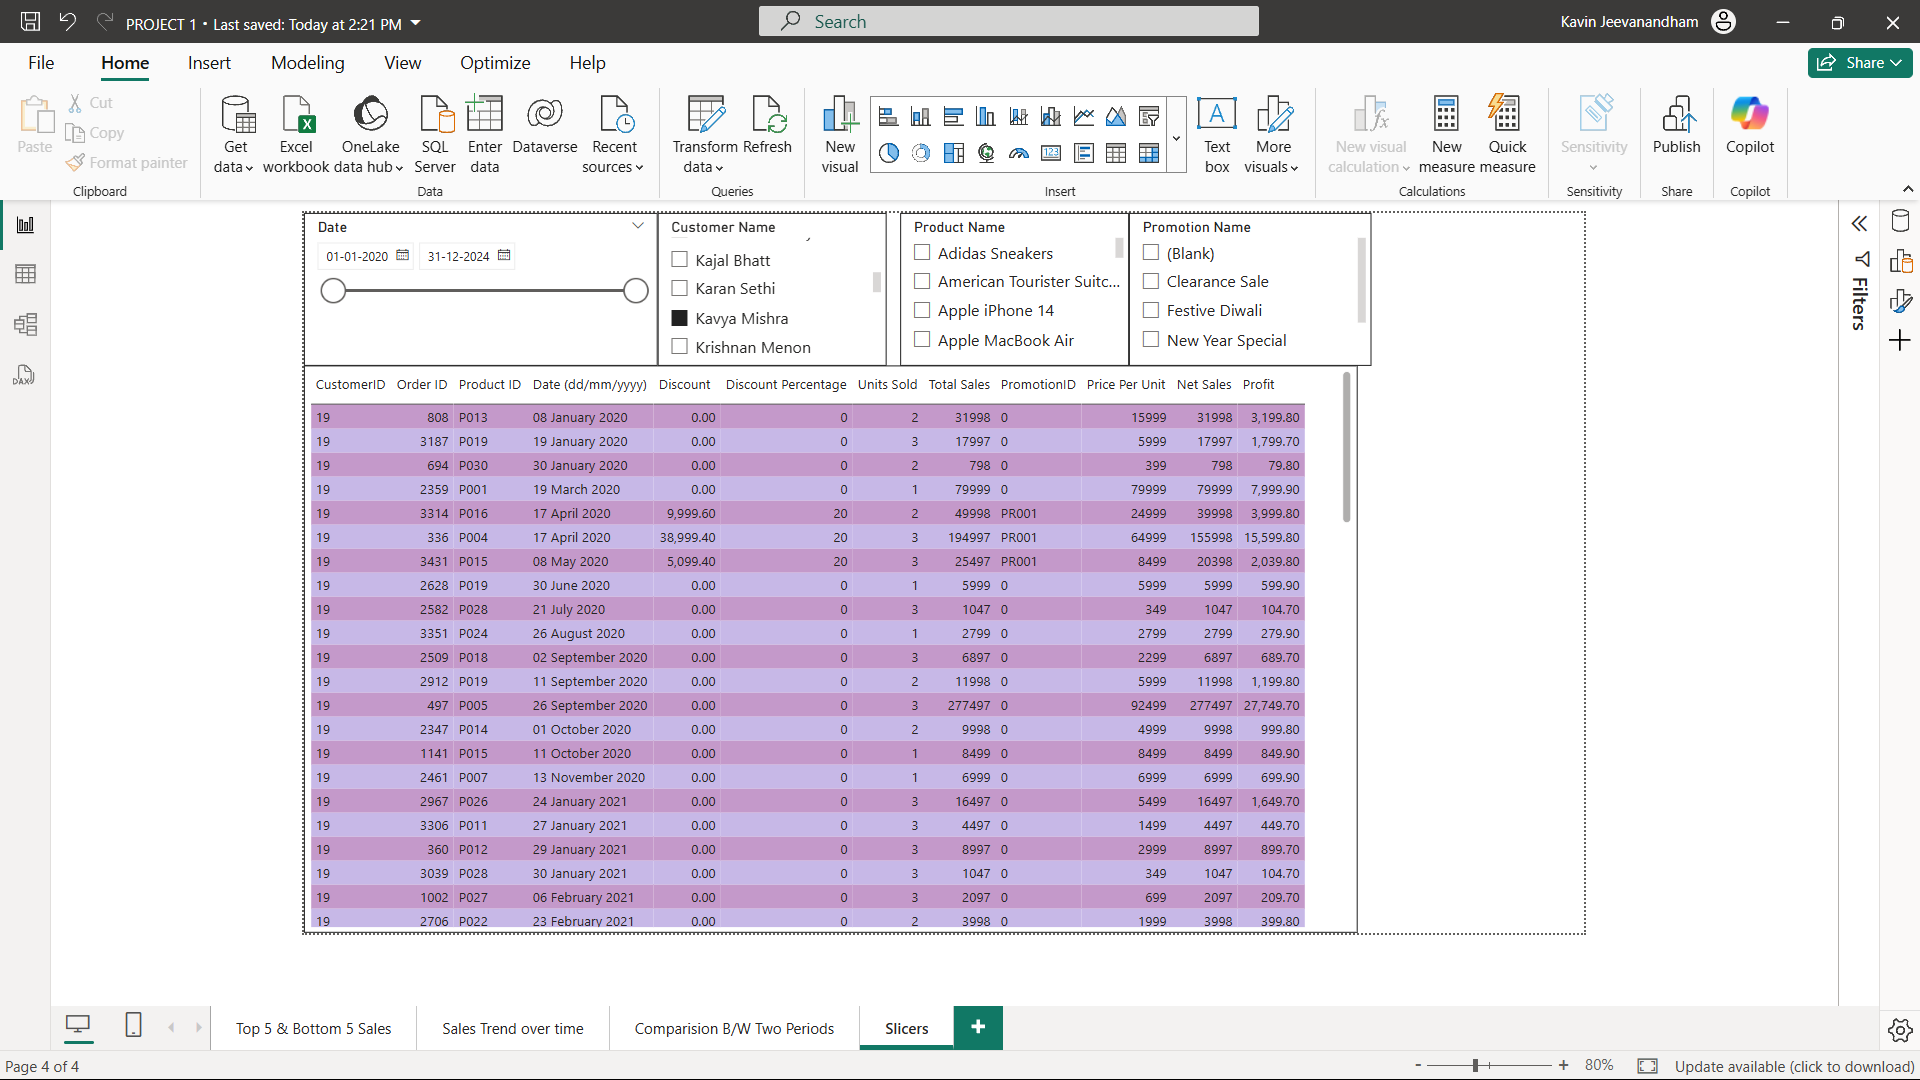 PROJECT 1 • Last saved: Today at 2:21 PM
Search
Kavin Jeevanandham
File Home Insert Modeling View Optimize Help
Share
Paste
Cut
Copy
Format painter
Clipboard
Get data
Excel workbook
OneLake data hub
SQL Server
Enter data
Dataverse
Recent sources
Data
Transform data
Refresh
Queries
New visual
Text box
More visuals
Insert
New visual calculation
New measure
Quick measure
Calculations
Sensitivity
Sensitivity
Publish
Share
Copilot
Copilot
Date
01-01-2020 31-12-2024
Customer Name
Kajal Bhatt
Karan Sethi
Kavya Mishra
Krishnan Menon
Product Name
Adidas Sneakers
American Tourister Suitc...
Apple iPhone 14
Apple MacBook Air
Promotion Name
(Blank)
Clearance Sale
Festive Diwali
New Year Special
Filters
CustomerID Order ID Product ID Date (dd/mm/yyyy) Discount Discount Percentage Units Sold Total Sales PromotionID Price Per Unit Net Sales Profit
19 808 P013 08 January 2020 0.00 0 2 31998 0 15999 31998 3,199.80
19 3187 P019 19 January 2020 0.00 0 3 17997 0 5999 17997 1,799.70
19 694 P030 30 January 2020 0.00 0 2 798 0 399 798 79.80
19 2359 P001 19 March 2020 0.00 0 1 79999 0 79999 79999 7,999.90
19 3314 P016 17 April 2020 9,999.60 20 2 49998 PR001 24999 39998 3,999.80
19 336 P004 17 April 2020 38,999.40 20 3 194997 PR001 64999 155998 15,599.80
19 3431 P015 08 May 2020 5,099.40 20 3 25497 PR001 8499 20398 2,039.80
19 2628 P019 30 June 2020 0.00 0 1 5999 0 5999 5999 599.90
19 2582 P028 21 July 2020 0.00 0 3 1047 0 349 1047 104.70
19 3351 P024 26 August 2020 0.00 0 1 2799 0 2799 2799 279.90
19 2509 P018 02 September 2020 0.00 0 3 6897 0 2299 6897 689.70
19 2912 P019 11 September 2020 0.00 0 2 11998 0 5999 11998 1,199.80
19 497 P005 26 September 2020 0.00 0 3 277497 0 92499 277497 27,749.70
19 2347 P014 01 October 2020 0.00 0 2 9998 0 4999 9998 999.80
19 1141 P015 11 October 2020 0.00 0 1 8499 0 8499 8499 849.90
19 2461 P007 13 November 2020 0.00 0 1 6999 0 6999 6999 699.90
19 2967 P026 24 January 2021 0.00 0 3 16497 0 5499 16497 1,649.70
19 3306 P011 27 January 2021 0.00 0 3 4497 0 1499 4497 449.70
19 360 P012 29 January 2021 0.00 0 3 8997 0 2999 8997 899.70
19 3039 P028 30 January 2021 0.00 0 3 1047 0 349 1047 104.70
19 1002 P027 06 February 2021 0.00 0 3 2097 0 699 2097 209.70
19 2706 P022 23 February 2021 0.00 0 2 3998 0 1999 3998 399.80
Top 5 & Bottom 5 Sales
Sales Trend over time
Comparision B/W Two Periods
Slicers
Page 4 of 4
80%
Update available (click to download)